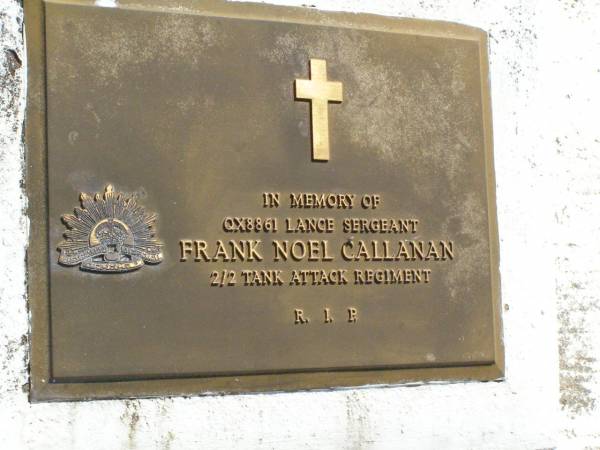 IN MEMORY OF
QX8861 LANCE SERGEANT
FRANK NOEL CALLANAN
2/2 TANK ATTACK REGIMENT
R. I. P.